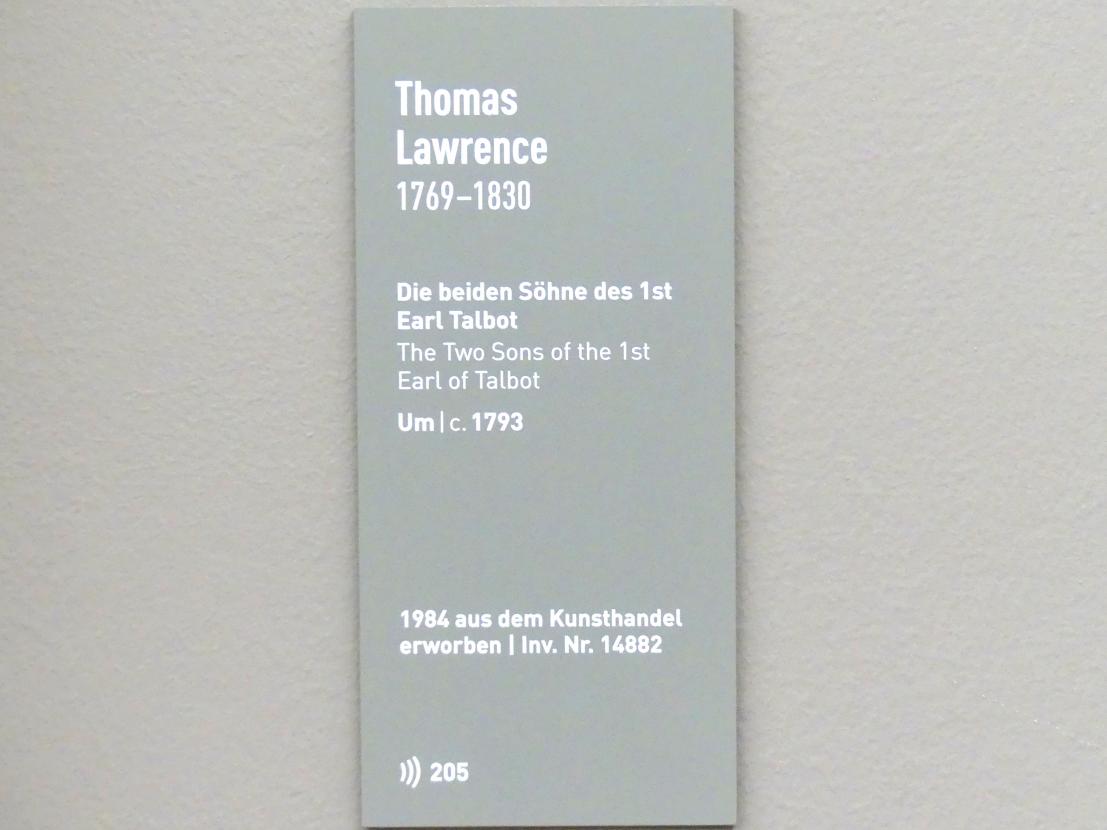 Thomas
Lawrence
1769–1830
Die beiden Söhne des 1st
Earl Talbot
The Two Sons of the 1st
Earl of Talbot
Um | c. 1793
1984 aus dem Kunsthandel
erworben | Inv. Nr. 14882
205